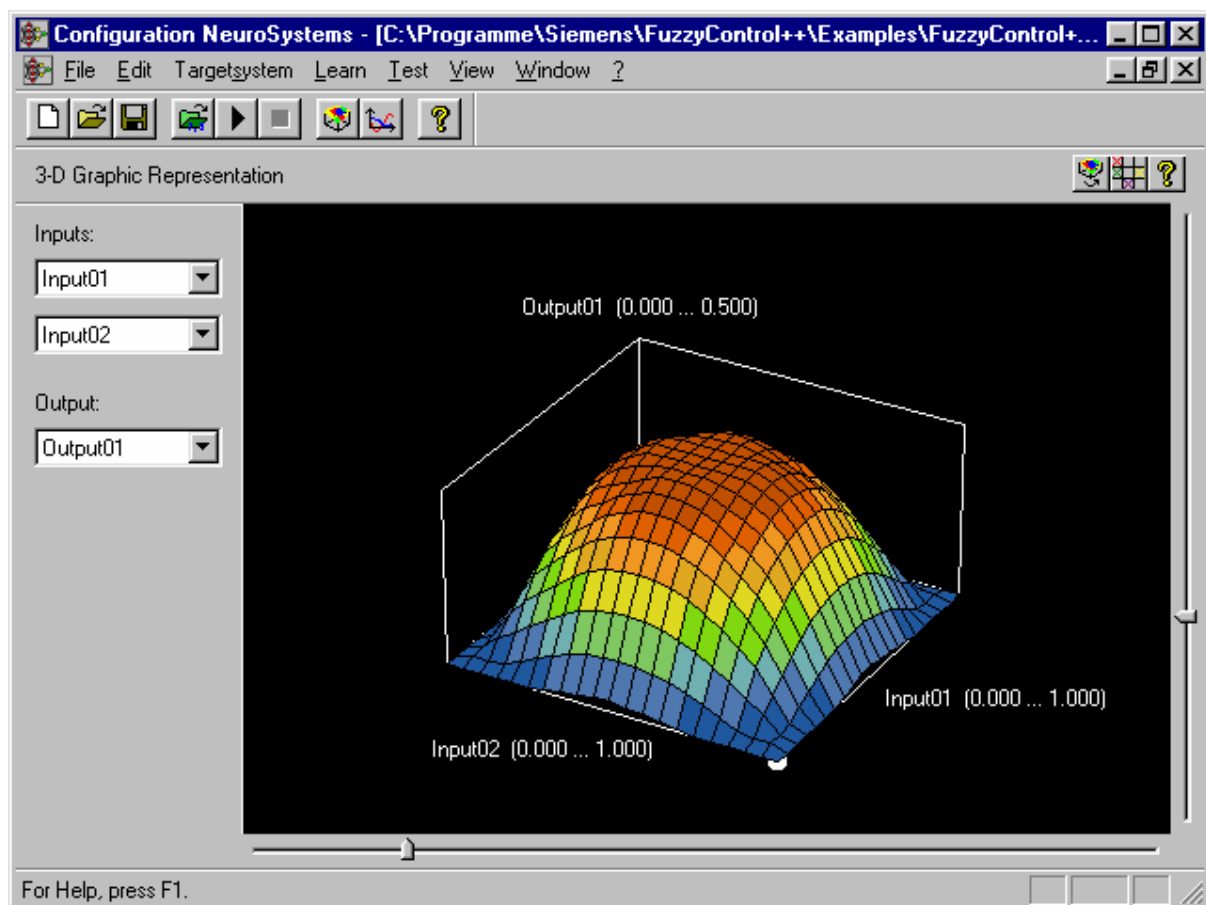 Configuration NeuroSystems - [C:\Programme\Siemens\FuzzyControl++\Examples\FuzzyControl+...
File Edit Targetsystem Learn Test View Window ?
3-D Graphic Representation
Inputs:
Input01
Input02
Output:
Output01
Output01 (0.000 ... 0.500)
Input01 (0.000 ... 1.000)
Input02 (0.000 ... 1.000)
For Help, press F1.